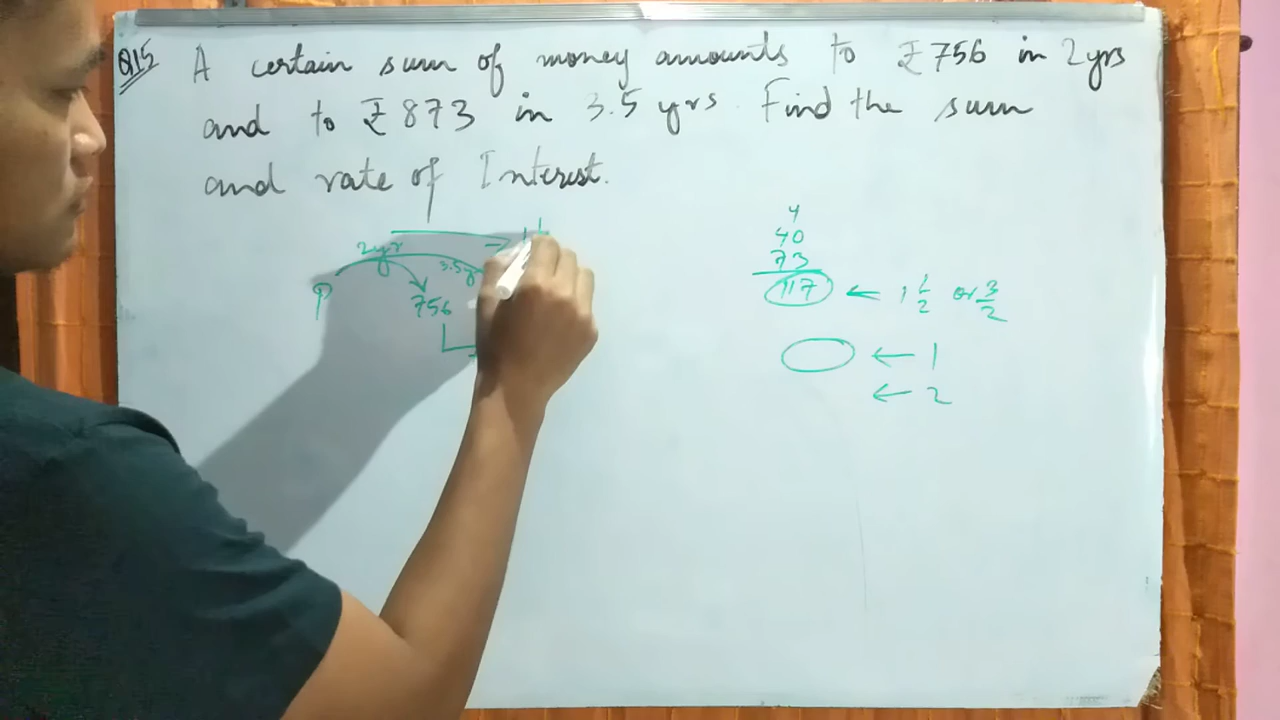 Q15 A certain sum of money amounts to ₹756 in 2yrs
and to ₹873 in 3.5 yrs. Find the sum
and rate of Interest.
2yr
3.5y
P
756
4
40
73
117 ← 1 1/2 or 3/2
← 1
← 2